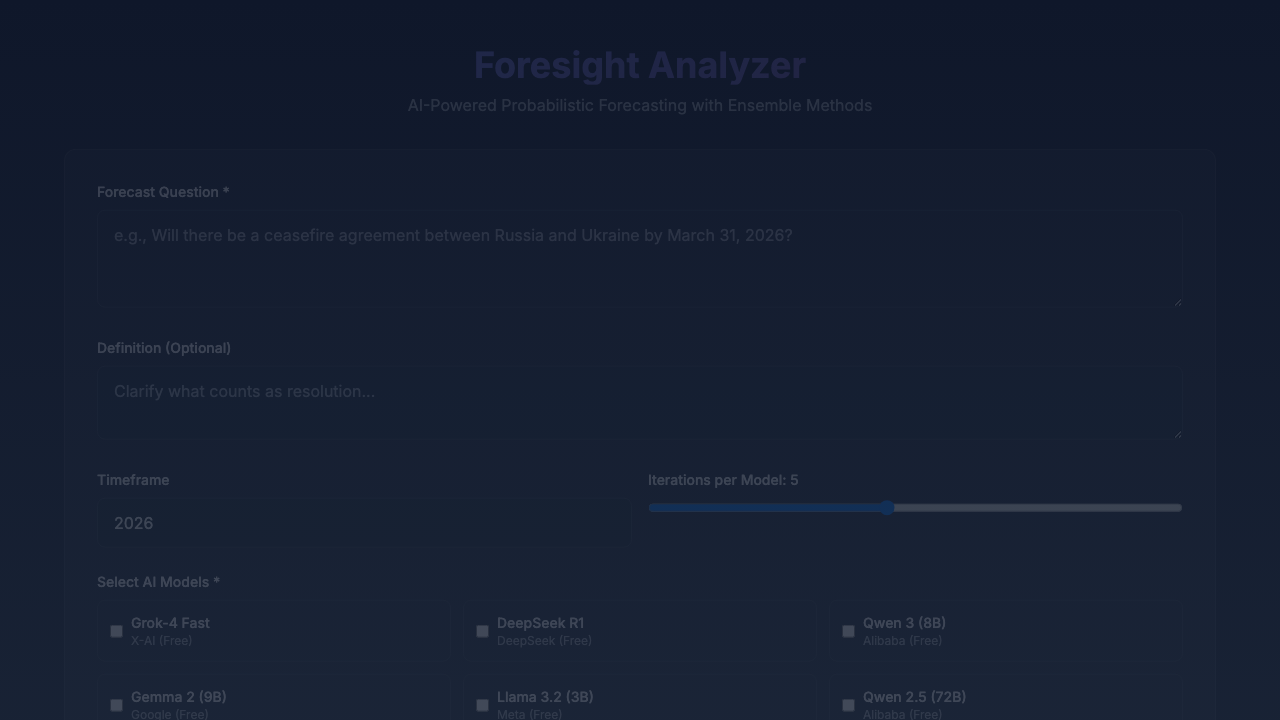 Foresight Analyzer
AI-Powered Probabilistic Forecasting with Ensemble Methods
Forecast Question *
e.g., Will there be a ceasefire agreement between Russia and Ukraine by March 31, 2026?
Definition (Optional)
Clarify what counts as resolution...
Timeframe
Iterations per Model: 5
2026
Select AI Models *
Grok-4 Fast
X-AI (Free)
DeepSeek R1
DeepSeek (Free)
Qwen 3 (8B)
Alibaba (Free)
Gemma 2 (9B)
Google (Free)
Llama 3.2 (3B)
Meta (Free)
Qwen 2.5 (72B)
Alibaba (Free)